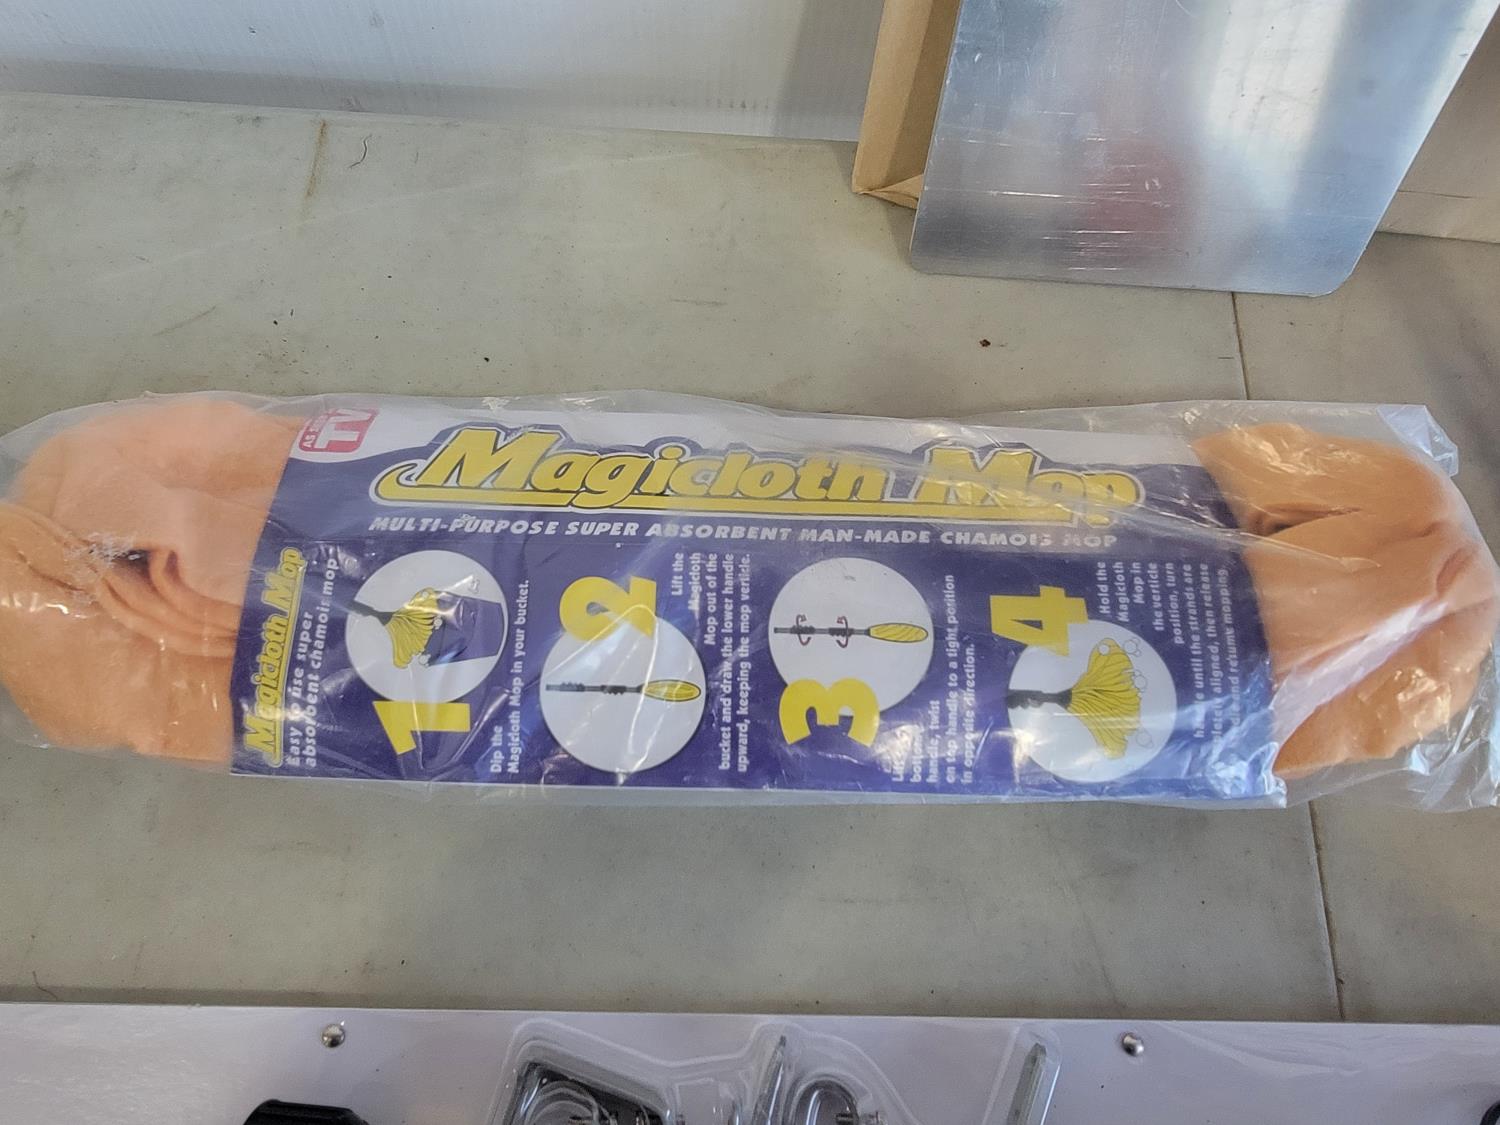 AS SEEN
TV
Magicloth Mop
MULTI-PURPOSE SUPER ABSORBENT MAN-MADE CHAMOIS MOP
Magicloth Mop
Easy to use super
absorbent chamois mop
1
Dip the
Magicloth Mop in your bucket.
2
Lift the
Magicloth
Mop out of the
bucket and draw the lower handle
upward, keeping the mop verticle.
3
bottom
handle, twist
on top handle to a tight position
in opposite direction.
4
Hold the
Magicloth
Mop in
the verticle
position, turn
until the strands are
aligned, then release
and return mopping.